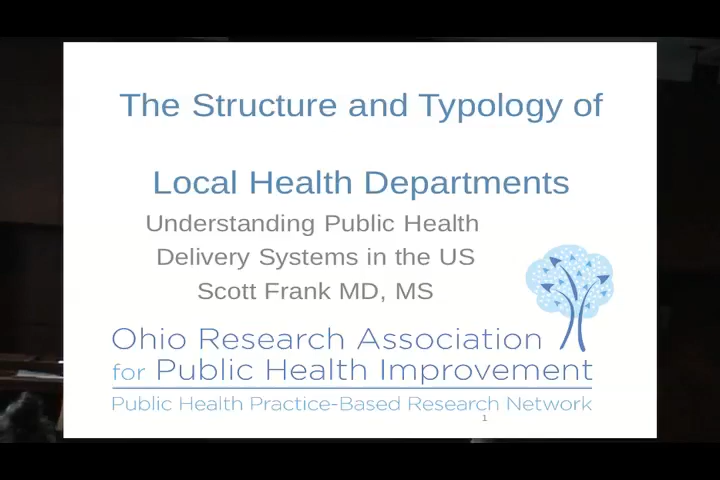 The Structure and Typology of
Local Health Departments
Understanding Public Health
Delivery Systems in the US
Scott Frank MD, MS
Ohio Research Association
for Public Health Improvement
Public Health Practice-Based Research Network
1